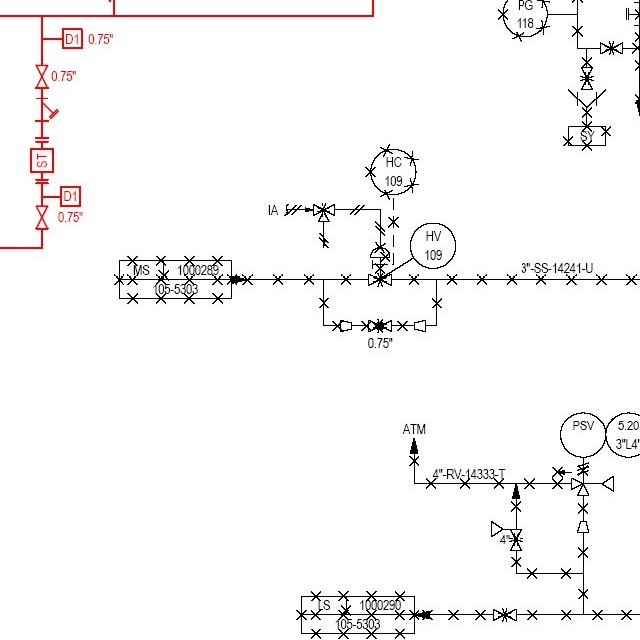 PG
118
D1 0.75"
0.75"
SY
ST
HC
109
D1
0.75"
IA
HV
109
MS 1000289
105-5303
3"-SS-14241-U
0.75"
ATM
PSV
5.20
3"L4"
4"-RV-14333-T
4"
LS 1000290
105-5303